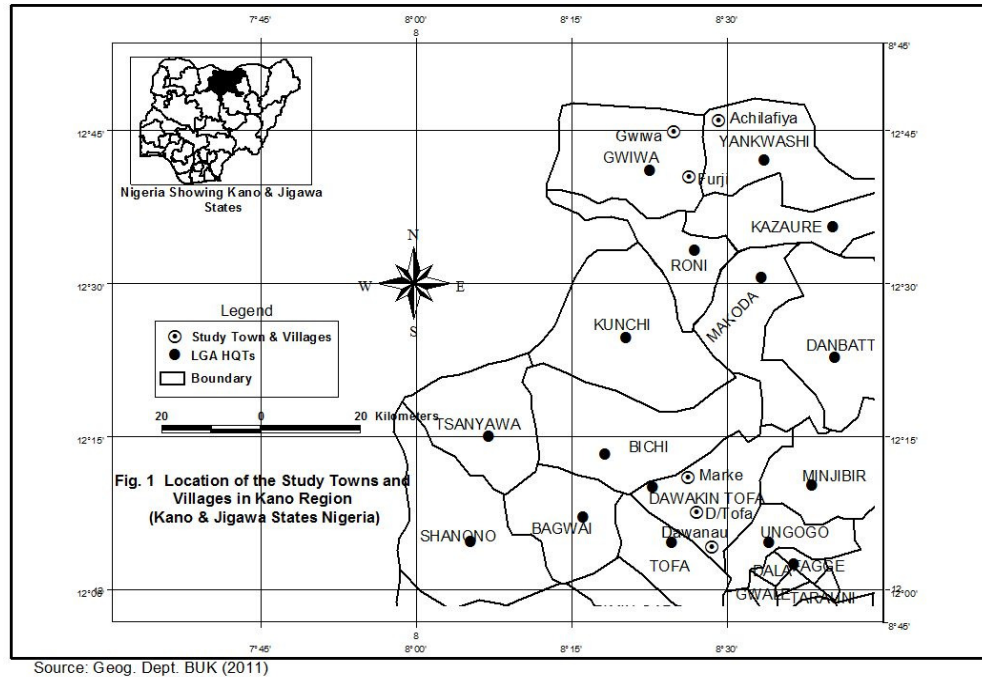 7°45'
8°00'
8°15'
8°30'
8°45'
Nigeria Showing Kano & Jigawa
States
12°45'
12°45'
Achilafiya
Gwiwa
YANKWASHI
GWIWA
Furji
KAZAURE
RONI
N
W
E
S
12°30'
12°30'
MAKODA
Legend
Study Town & Villages
LGA HQTs
Boundary
KUNCHI
DANBATT
20 0 20 Kilometers
TSANYAWA
12°15'
12°15'
BICHI
Marke
MINJIBIR
Fig. 1 Location of the Study Towns and
Villages in Kano Region
(Kano & Jigawa States Nigeria)
DAWAKIN TOFA
D/Tofa
BAGWAI
SHANONO
Dawanau
UNGOGO
TOFA
DALA
FAGGE
GWALE
TARAUNI
12°00'
7°45'
8
8°15'
8°30'
8°45'
Source: Geog. Dept. BUK (2011)